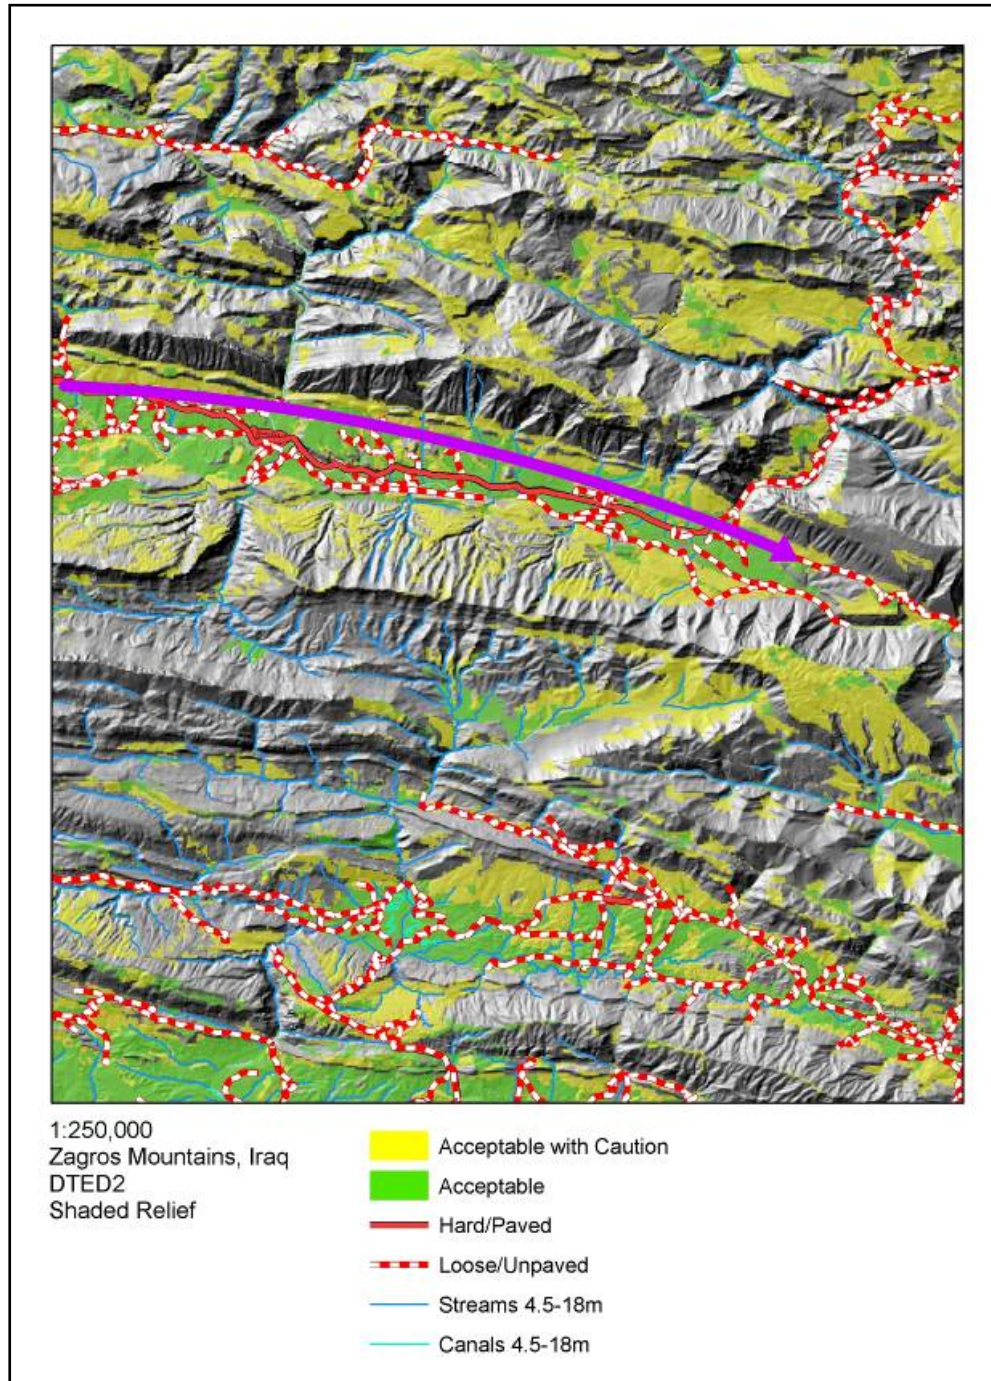 1:250,000
Zagros Mountains, Iraq
DTED2
Shaded Relief
Acceptable with Caution
Acceptable
Hard/Paved
Loose/Unpaved
Streams 4.5-18m
Canals 4.5-18m